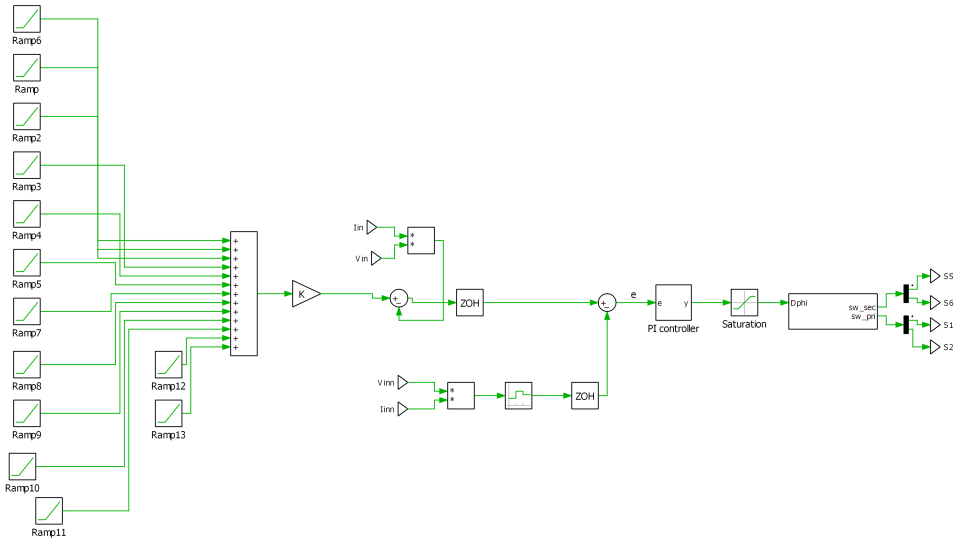 Ramp6
Ramp
Ramp2
Ramp3
Ramp4
Ramp5
Ramp7
Ramp8
Ramp9
Ramp10
Ramp11
Ramp12
Ramp13
+
+
+
+
+
+
+
+
+
+
+
+
+
K
Iin
Vin
*
*
+
−
ZOH
Vinn
Iinn
*
*
ZOH
+
−
e
e y
PI controller
Saturation
Dphi
sw_sec
sw_pri
S5
S6
S1
S2